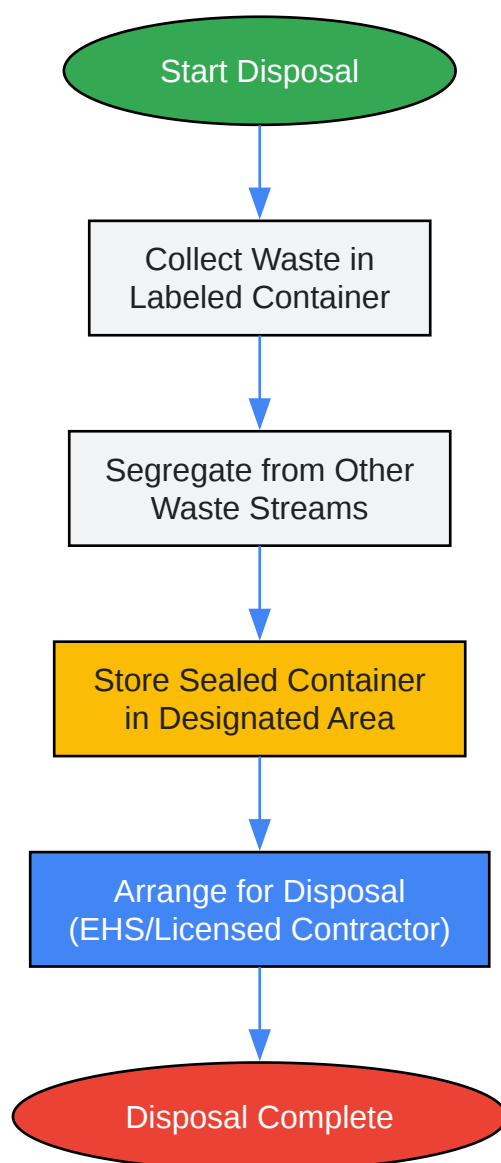 Start Disposal
Collect Waste in
Labeled Container
Segregate from Other
Waste Streams
Store Sealed Container
in Designated Area
Arrange for Disposal
(EHS/Licensed Contractor)
Disposal Complete